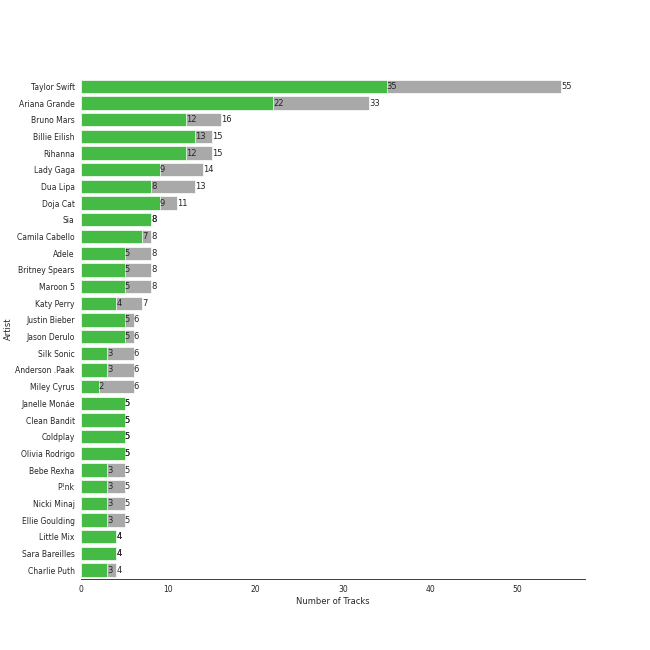 Taylor Swift 35 55
Ariana Grande 22 33
Bruno Mars 12 16
Billie Eilish 13 15
Rihanna 12 15
Lady Gaga 9 14
Dua Lipa 8 13
Doja Cat 9 11
Sia 8
Camila Cabello 7 8
Adele 5 8
Britney Spears 5 8
Maroon 5 5 8
Katy Perry 4 7
Justin Bieber 5 6
Jason Derulo 5 6
Silk Sonic 3 6
Anderson .Paak 3 6
Miley Cyrus 2 6
Janelle Monáe 5
Clean Bandit 5
Coldplay 5
Olivia Rodrigo 5
Bebe Rexha 3 5
P!nk 3 5
Nicki Minaj 3 5
Ellie Goulding 3 5
Little Mix 4
Sara Bareilles 4
Charlie Puth 3 4
Artist
0 10 20 30 40 50
Number of Tracks